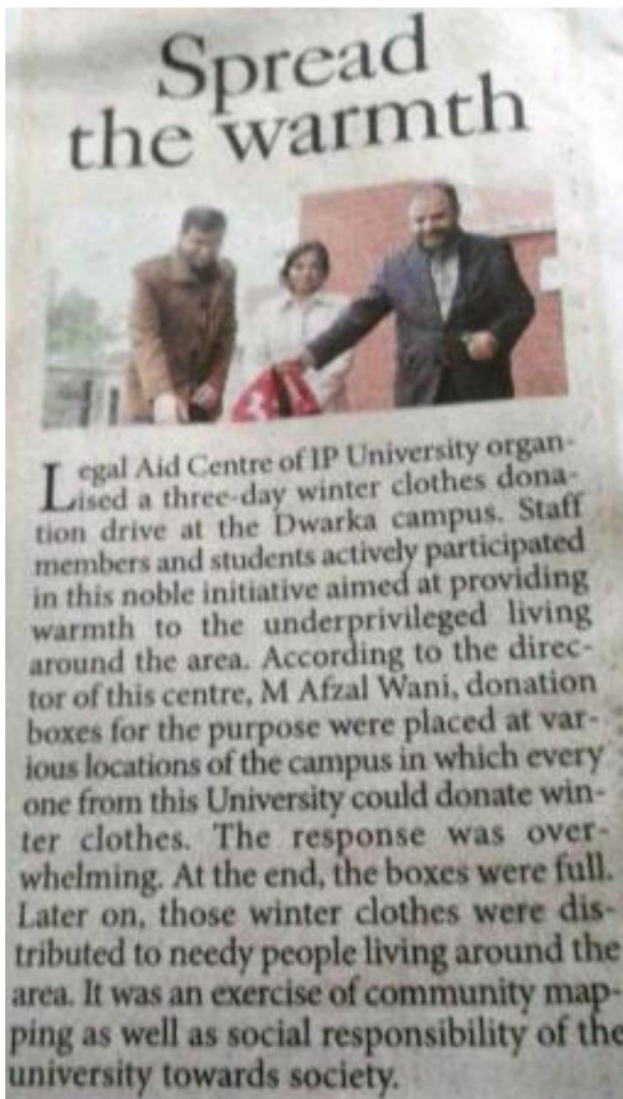 Spread
the warmth
Legal Aid Centre of IP University organ-
ised a three-day winter clothes dona-
tion drive at the Dwarka campus. Staff
members and students actively participated
in this noble initiative aimed at providing
warmth to the underprivileged living
around the area. According to the direc-
tor of this centre, M Afzal Wani, donation
boxes for the purpose were placed at var-
ious locations of the campus in which every
one from this University could donate win-
ter clothes. The response was over-
whelming. At the end, the boxes were full.
Later on, those winter clothes were dis-
tributed to needy people living around the
area. It was an exercise of community map-
ping as well as social responsibility of the
university towards society.